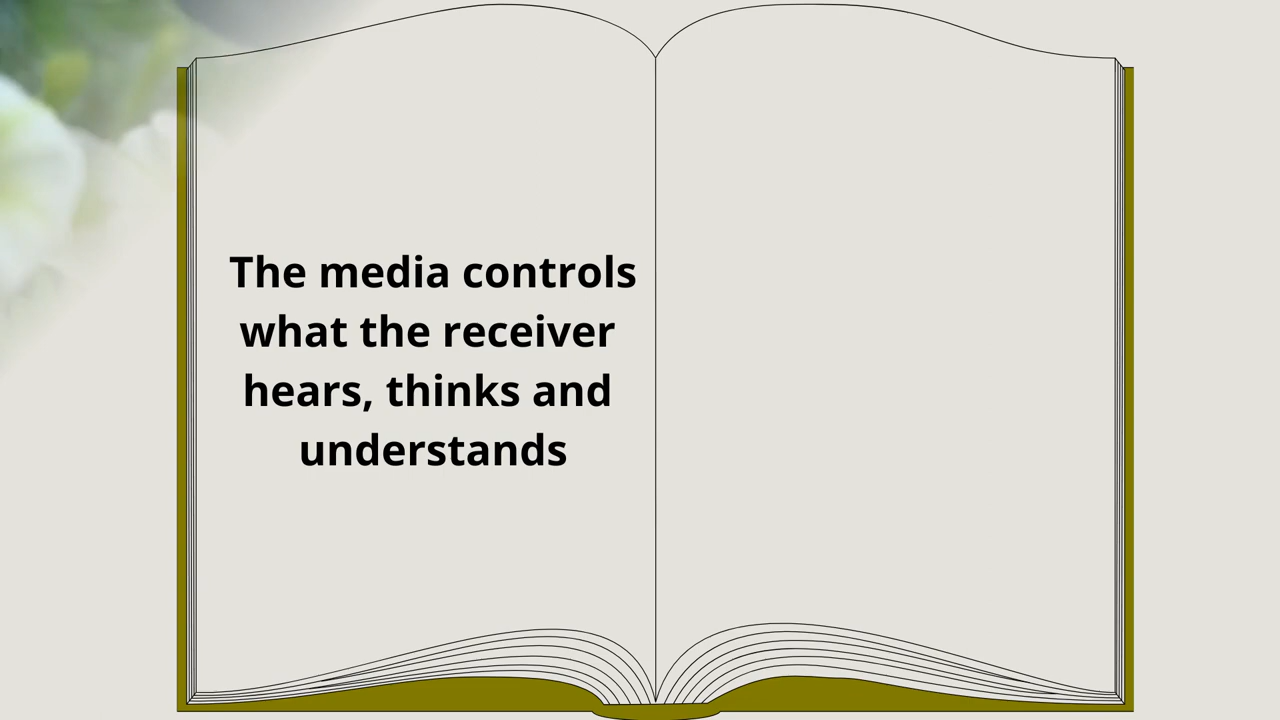 The media controls
what the receiver
hears, thinks and
understands